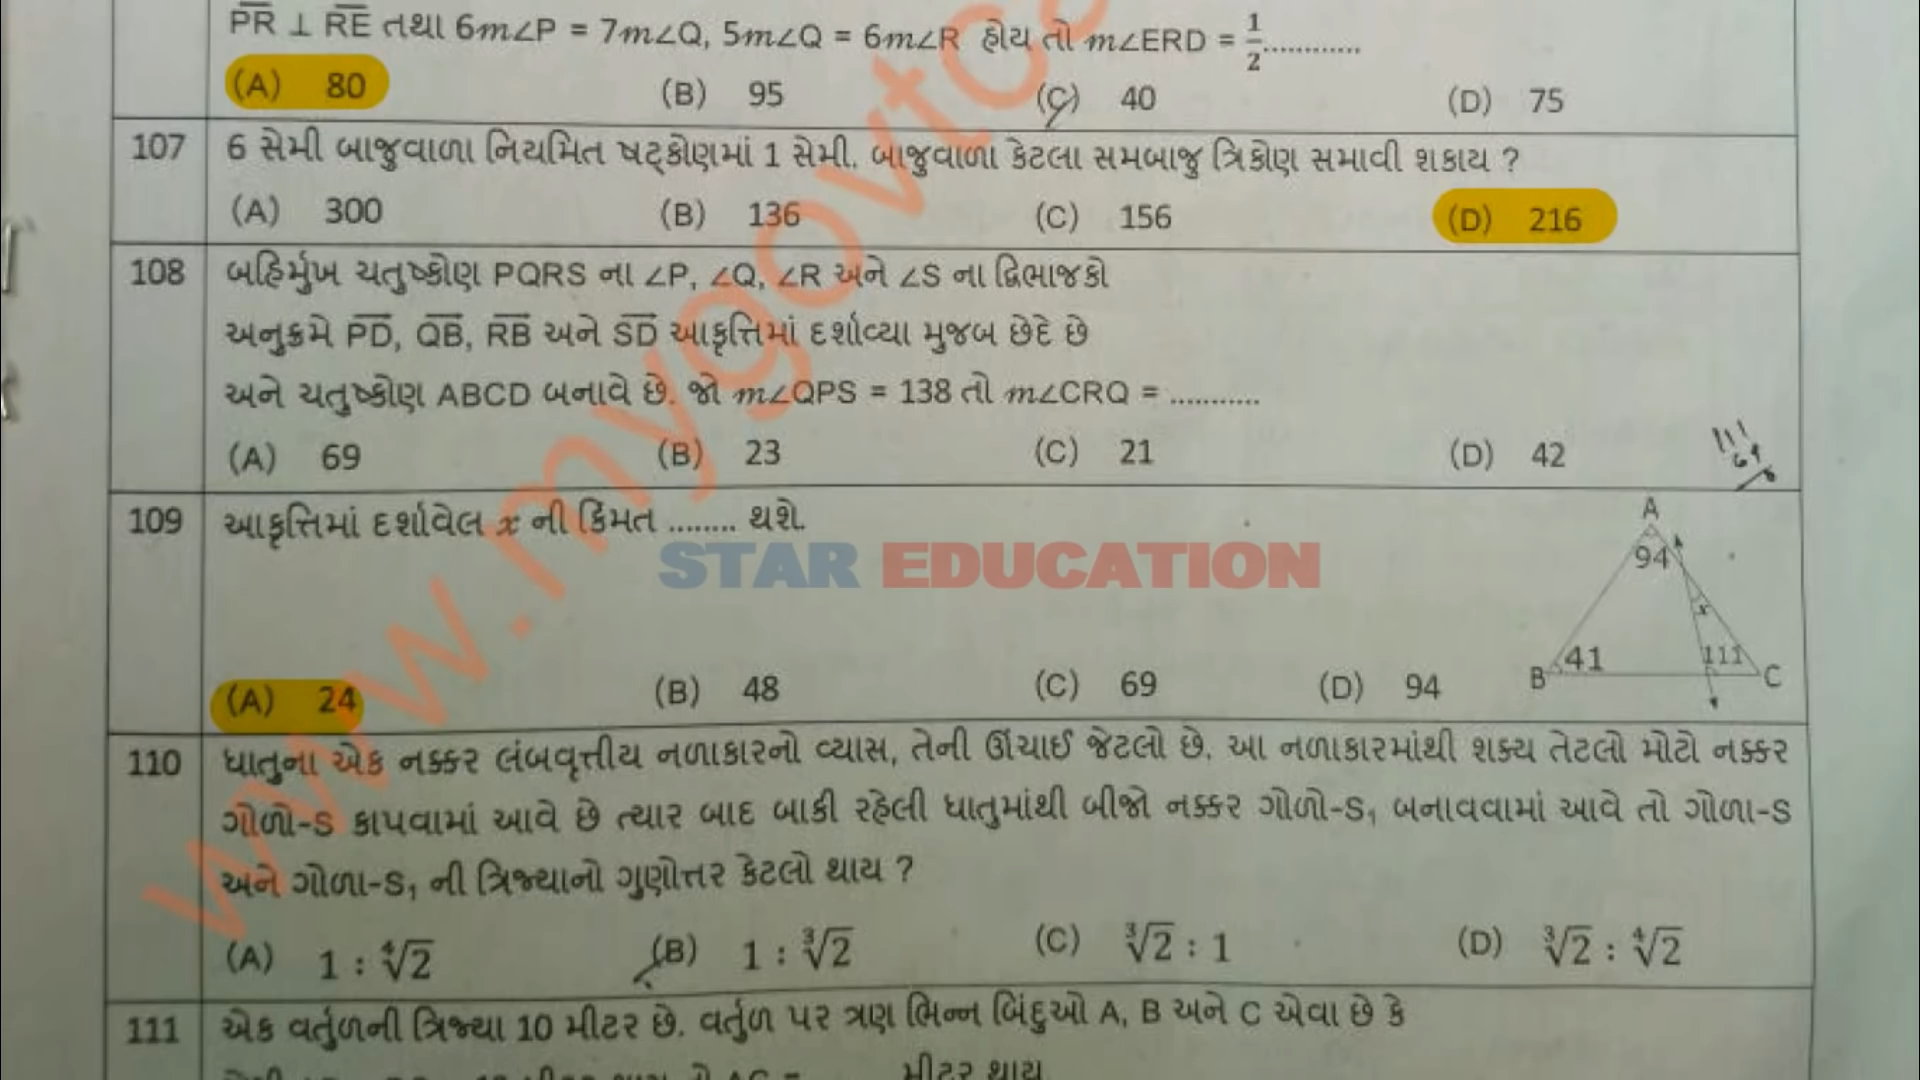 PR ⊥ RE તથા 6m∠P = 7m∠Q, 5m∠Q = 6m∠R હોય તો m∠ERD = 1/2............
(A) 80 (B) 95 (C) 40 (D) 75
107 6 સેમી બાજુવાળા નિયમિત ષટ્કોણમાં 1 સેમી. બાજુવાળા કેટલા સમબાજુ ત્રિકોણ સમાવી શકાય ?
(A) 300 (B) 136 (C) 156 (D) 216
108 બહિર્મુખ ચતુષ્કોણ PQRS ના ∠P, ∠Q, ∠R અને ∠S ના દ્વિભાજકો
અનુક્રમે PD, QB, RB અને SD આકૃત્તિમાં દર્શાવ્યા મુજબ છેદે છે
અને ચતુષ્કોણ ABCD બનાવે છે. જો m∠QPS = 138 તો m∠CRQ = ...........
(A) 69 (B) 23 (C) 21 (D) 42
111
69
109 આકૃત્તિમાં દર્શાવેલ x ની કિંમત ........ થશે.
A
94
x
B 41 111 C
STAR EDUCATION
(A) 24 (B) 48 (C) 69 (D) 94
110 ધાતુના એક નક્કર લંબવૃત્તીય નળાકારનો વ્યાસ, તેની ઊંચાઈ જેટલો છે. આ નળાકારમાંથી શક્ય તેટલો મોટો નક્કર
ગોળો-S કાપવામાં આવે છે ત્યાર બાદ બાકી રહેલી ધાતુમાંથી બીજો નક્કર ગોળો-S₁ બનાવવામાં આવે તો ગોળા-S
અને ગોળા-S₁ ની ત્રિજ્યાનો ગુણોત્તર કેટલો થાય ?
(A) 1 : ∜2 (B) 1 : ∛2 (C) ∛2 : 1 (D) ∛2 : ∜2
111 એક વર્તુળની ત્રિજ્યા 10 મીટર છે. વર્તુળ પર ત્રણ ભિન્ન બિંદુઓ A, B અને C એવા છે કે
મીટર થાય
www.mygovtc